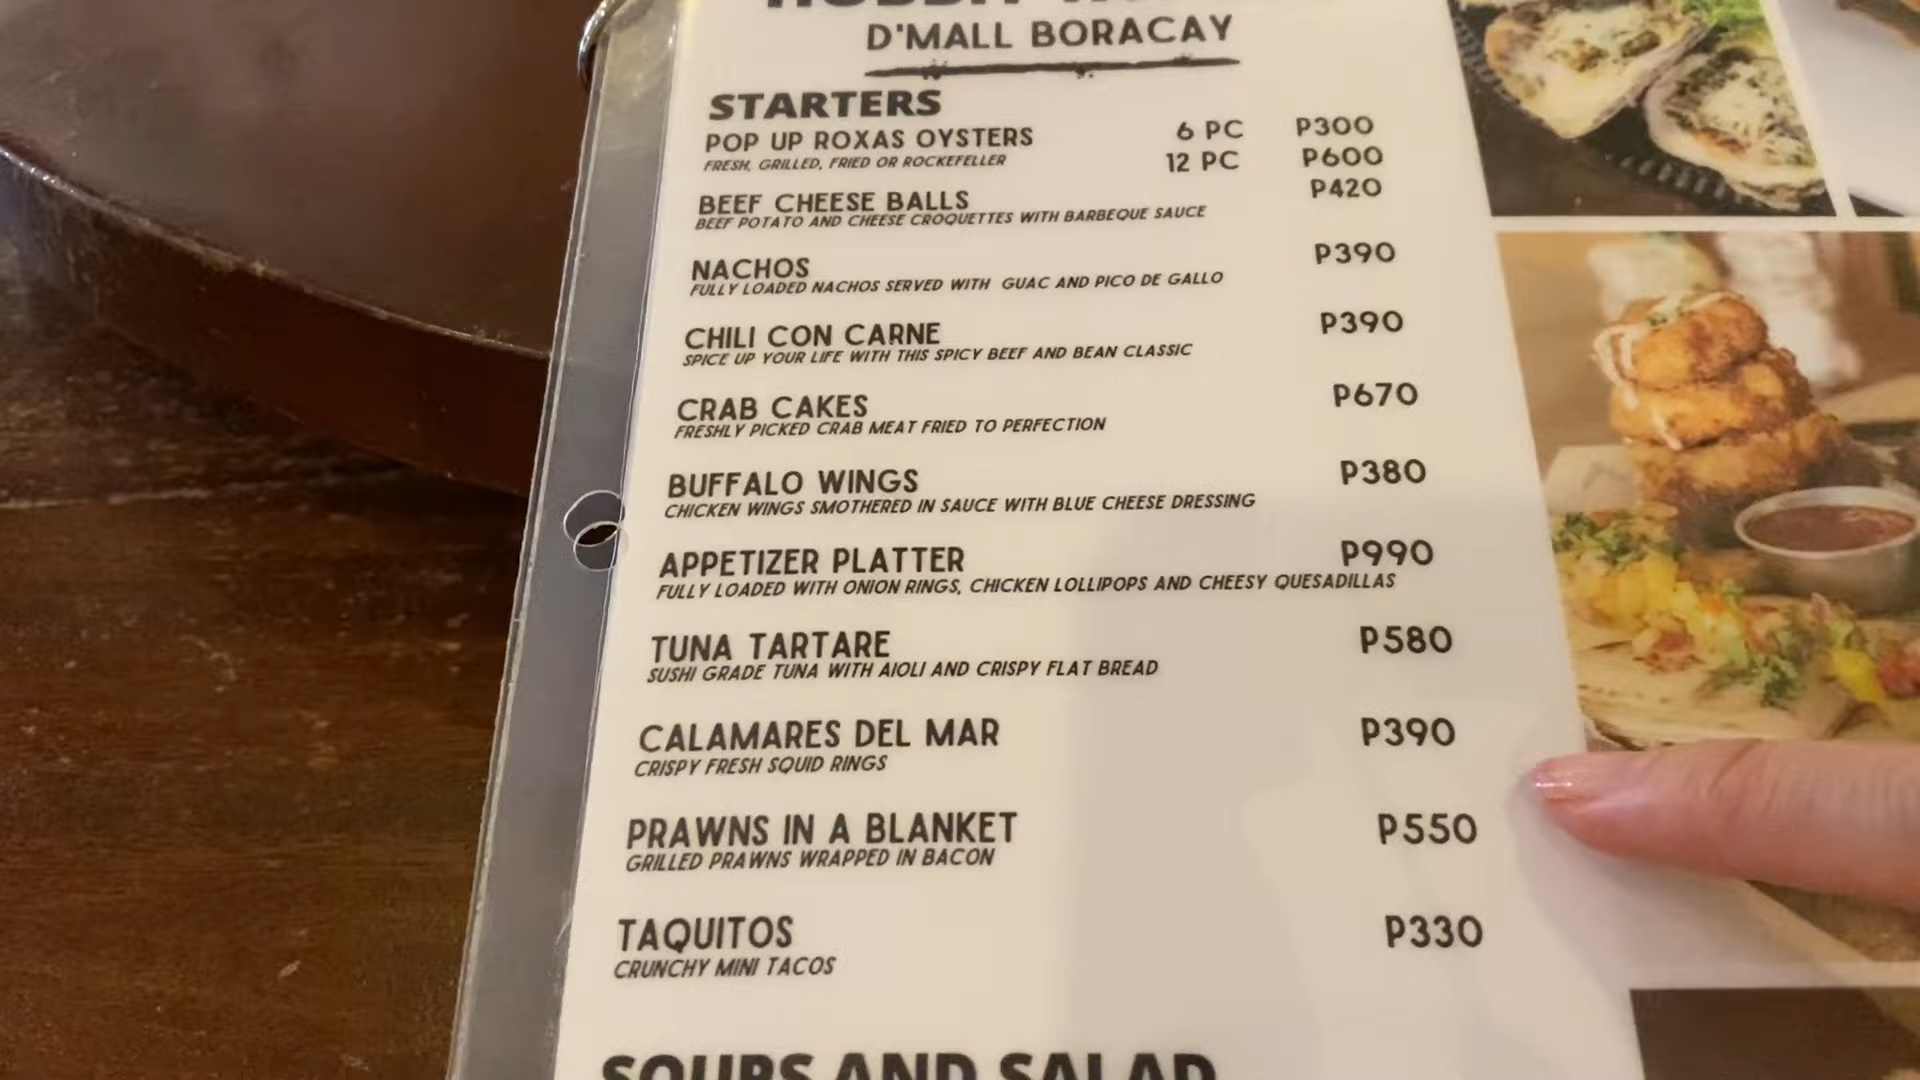 D'MALL BORACAY
STARTERS
POP UP ROXAS OYSTERS 6 PC P300
FRESH, GRILLED, FRIED OR ROCKEFELLER 12 PC P600
BEEF CHEESE BALLS P420
BEEF POTATO AND CHEESE CROQUETTES WITH BARBEQUE SAUCE
NACHOS P390
FULLY LOADED NACHOS SERVED WITH GUAC AND PICO DE GALLO
CHILI CON CARNE P390
SPICE UP YOUR LIFE WITH THIS SPICY BEEF AND BEAN CLASSIC
CRAB CAKES P670
FRESHLY PICKED CRAB MEAT FRIED TO PERFECTION
BUFFALO WINGS P380
CHICKEN WINGS SMOTHERED IN SAUCE WITH BLUE CHEESE DRESSING
APPETIZER PLATTER P990
FULLY LOADED WITH ONION RINGS, CHICKEN LOLLIPOPS AND CHEESY QUESADILLAS
TUNA TARTARE P580
SUSHI GRADE TUNA WITH AIOLI AND CRISPY FLAT BREAD
CALAMARES DEL MAR P390
CRISPY FRESH SQUID RINGS
PRAWNS IN A BLANKET P550
GRILLED PRAWNS WRAPPED IN BACON
TAQUITOS P330
CRUNCHY MINI TACOS
SOUPS AND SALAD